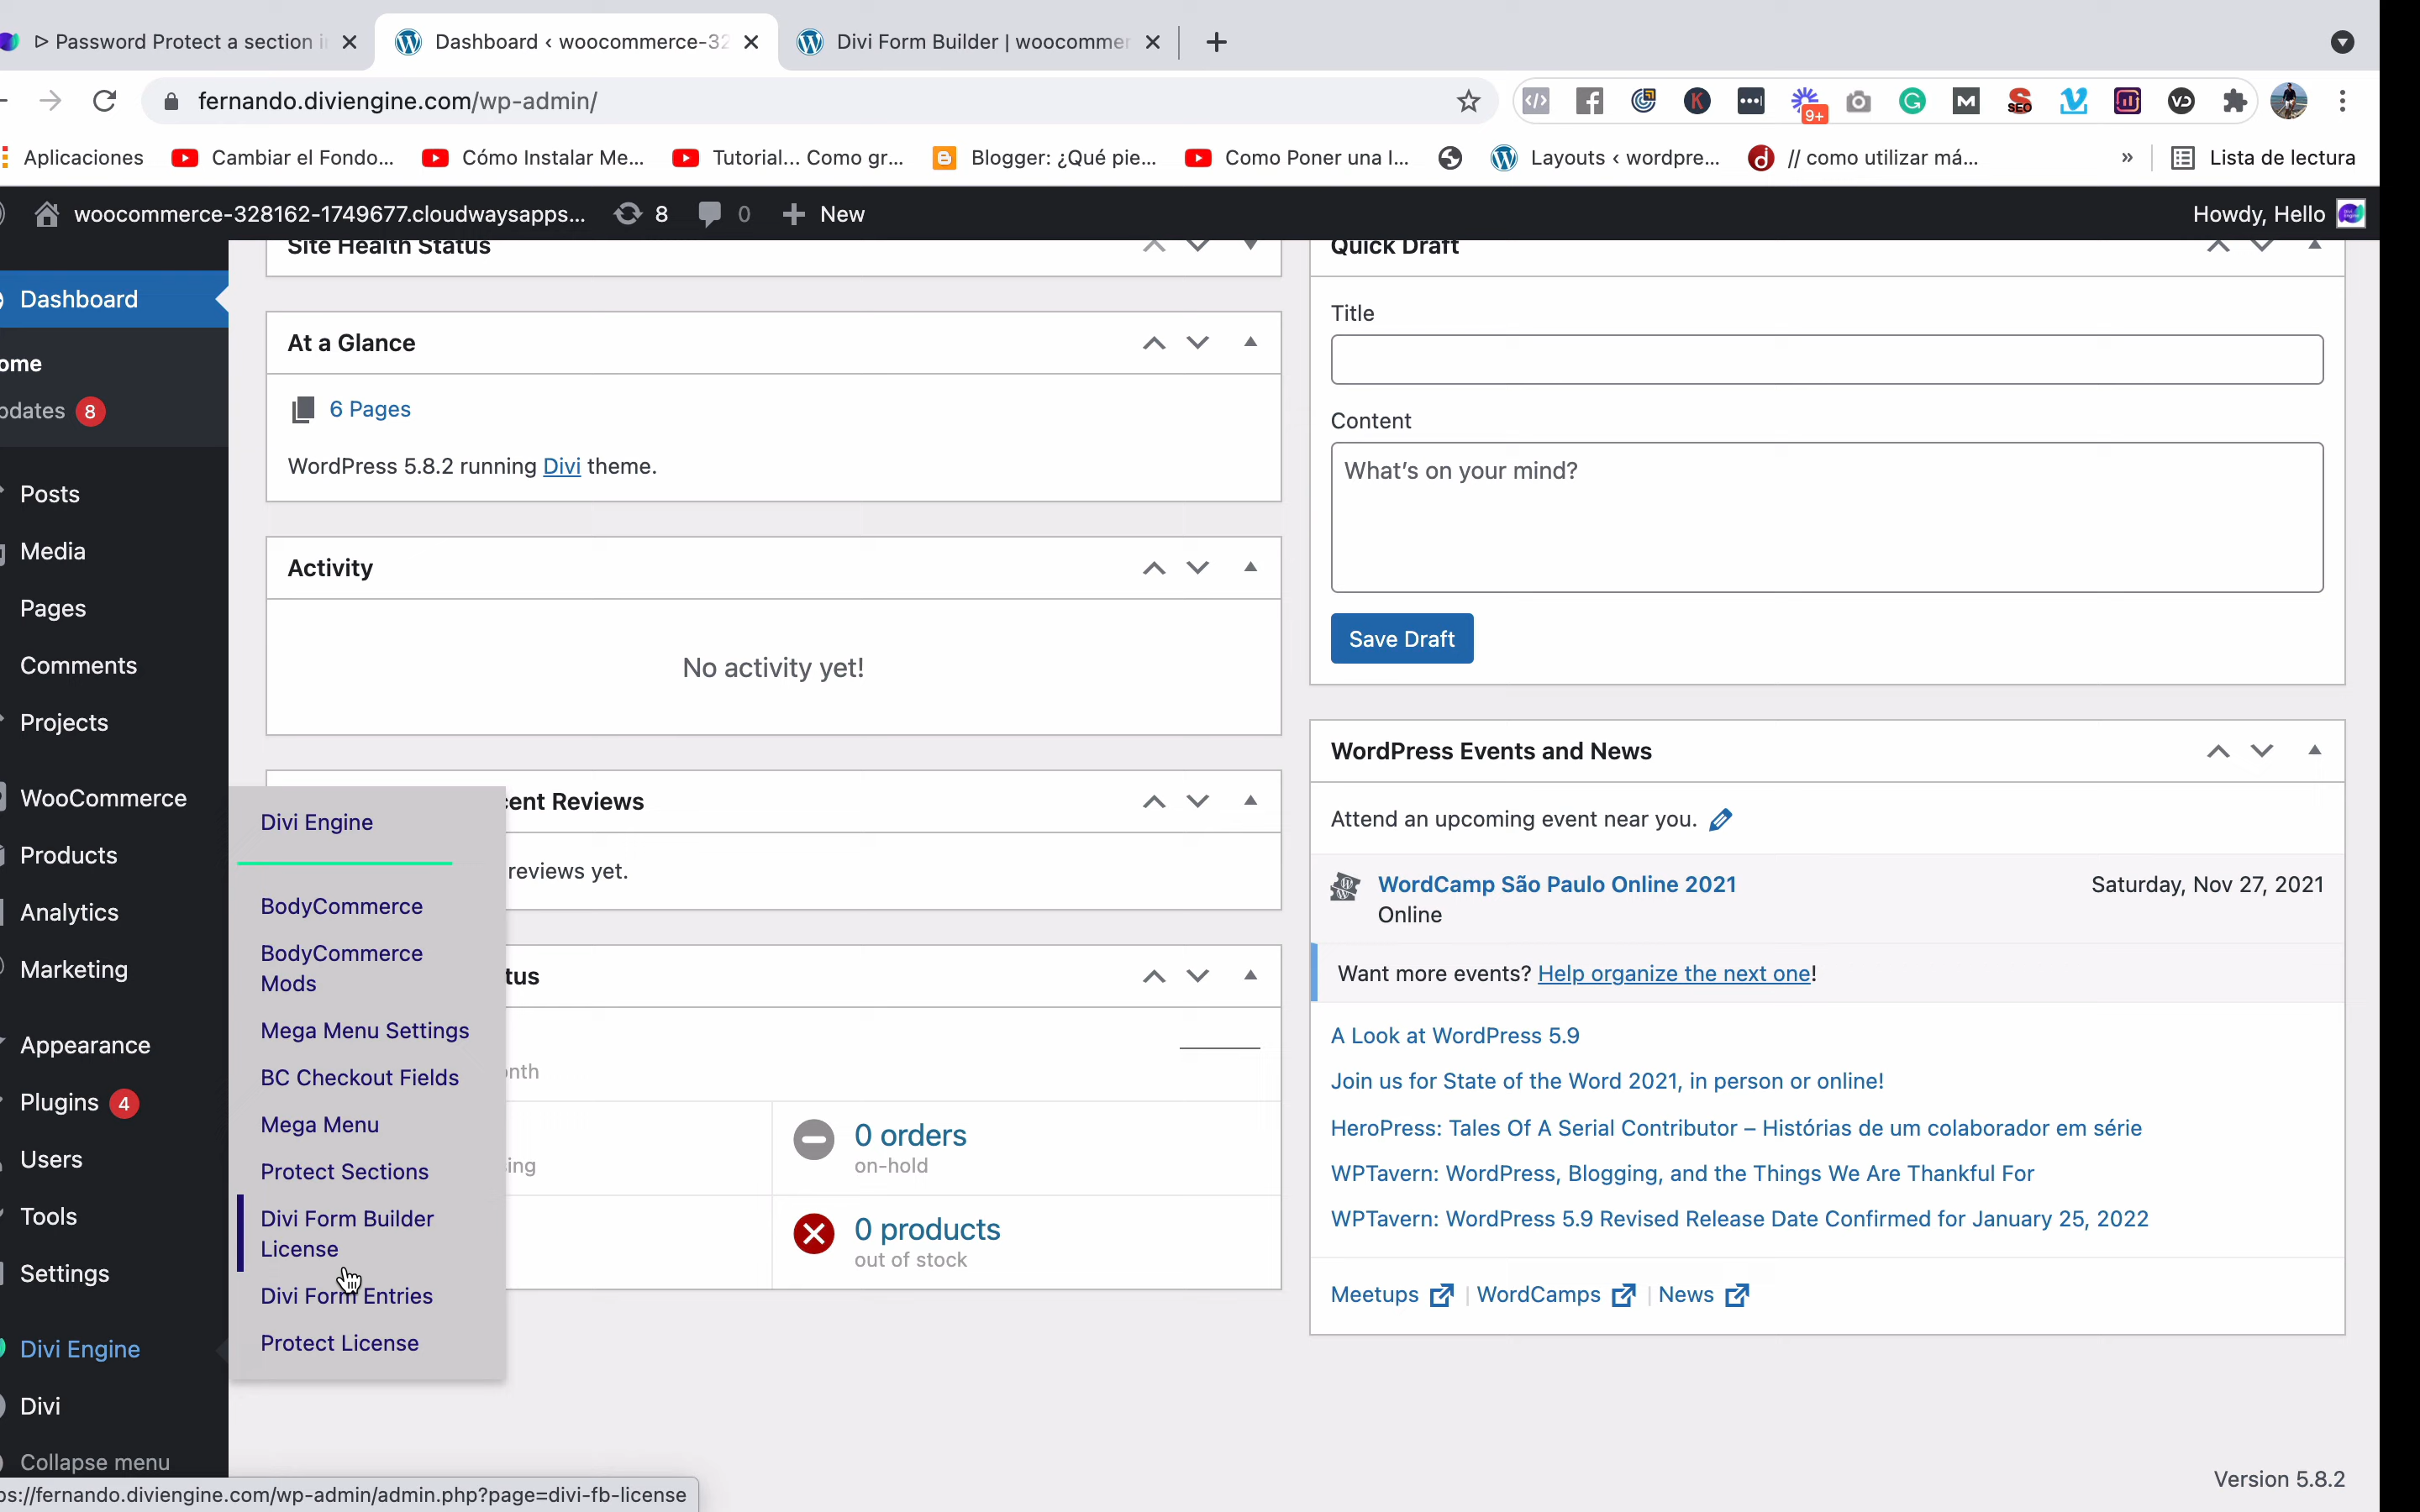 ▷ Password Protect a section i
Dashboard ‹ woocommerce-32
Divi Form Builder | woocommer
fernando.diviengine.com/wp-admin/
9+
Aplicaciones
Cambiar el Fondo...
Cómo Instalar Me...
Tutorial... Como gr...
Blogger: ¿Qué pie...
Como Poner una I...
Layouts ‹ wordpre...
// como utilizar má...
»
Lista de lectura
woocommerce-328162-1749677.cloudwaysapps...
8
0
New
Howdy, Hello
Dashboard
ome
pdates 8
Posts
Media
Pages
Comments
Projects
WooCommerce
Products
Analytics
Marketing
Appearance
Plugins 4
Users
Tools
Settings
Divi Engine
Divi
Collapse menu
Divi Engine
BodyCommerce
BodyCommerce
Mods
Mega Menu Settings
BC Checkout Fields
Mega Menu
Protect Sections
Divi Form Builder
License
Divi Form Entries
Protect License
Site Health Status
At a Glance
6 Pages
WordPress 5.8.2 running Divi theme.
Activity
No activity yet!
cent Reviews
reviews yet.
tus
onth
ing
0 orders
on-hold
0 products
out of stock
Quick Draft
Title
Content
What's on your mind?
Save Draft
WordPress Events and News
Attend an upcoming event near you.
WordCamp São Paulo Online 2021
Saturday, Nov 27, 2021
Online
Want more events? Help organize the next one!
A Look at WordPress 5.9
Join us for State of the Word 2021, in person or online!
HeroPress: Tales Of A Serial Contributor – Histórias de um colaborador em série
WPTavern: WordPress, Blogging, and the Things We Are Thankful For
WPTavern: WordPress 5.9 Revised Release Date Confirmed for January 25, 2022
Meetups | WordCamps | News
Version 5.8.2
ps://fernando.diviengine.com/wp-admin/admin.php?page=divi-fb-license